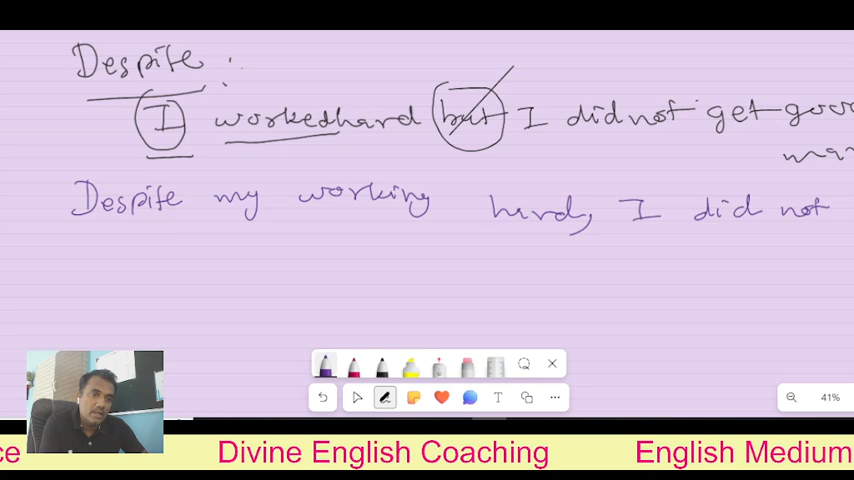 Despite :
I workedhard but I did not get good
Despite my working hard, I did not
41%
ce Divine English Coaching English Medium